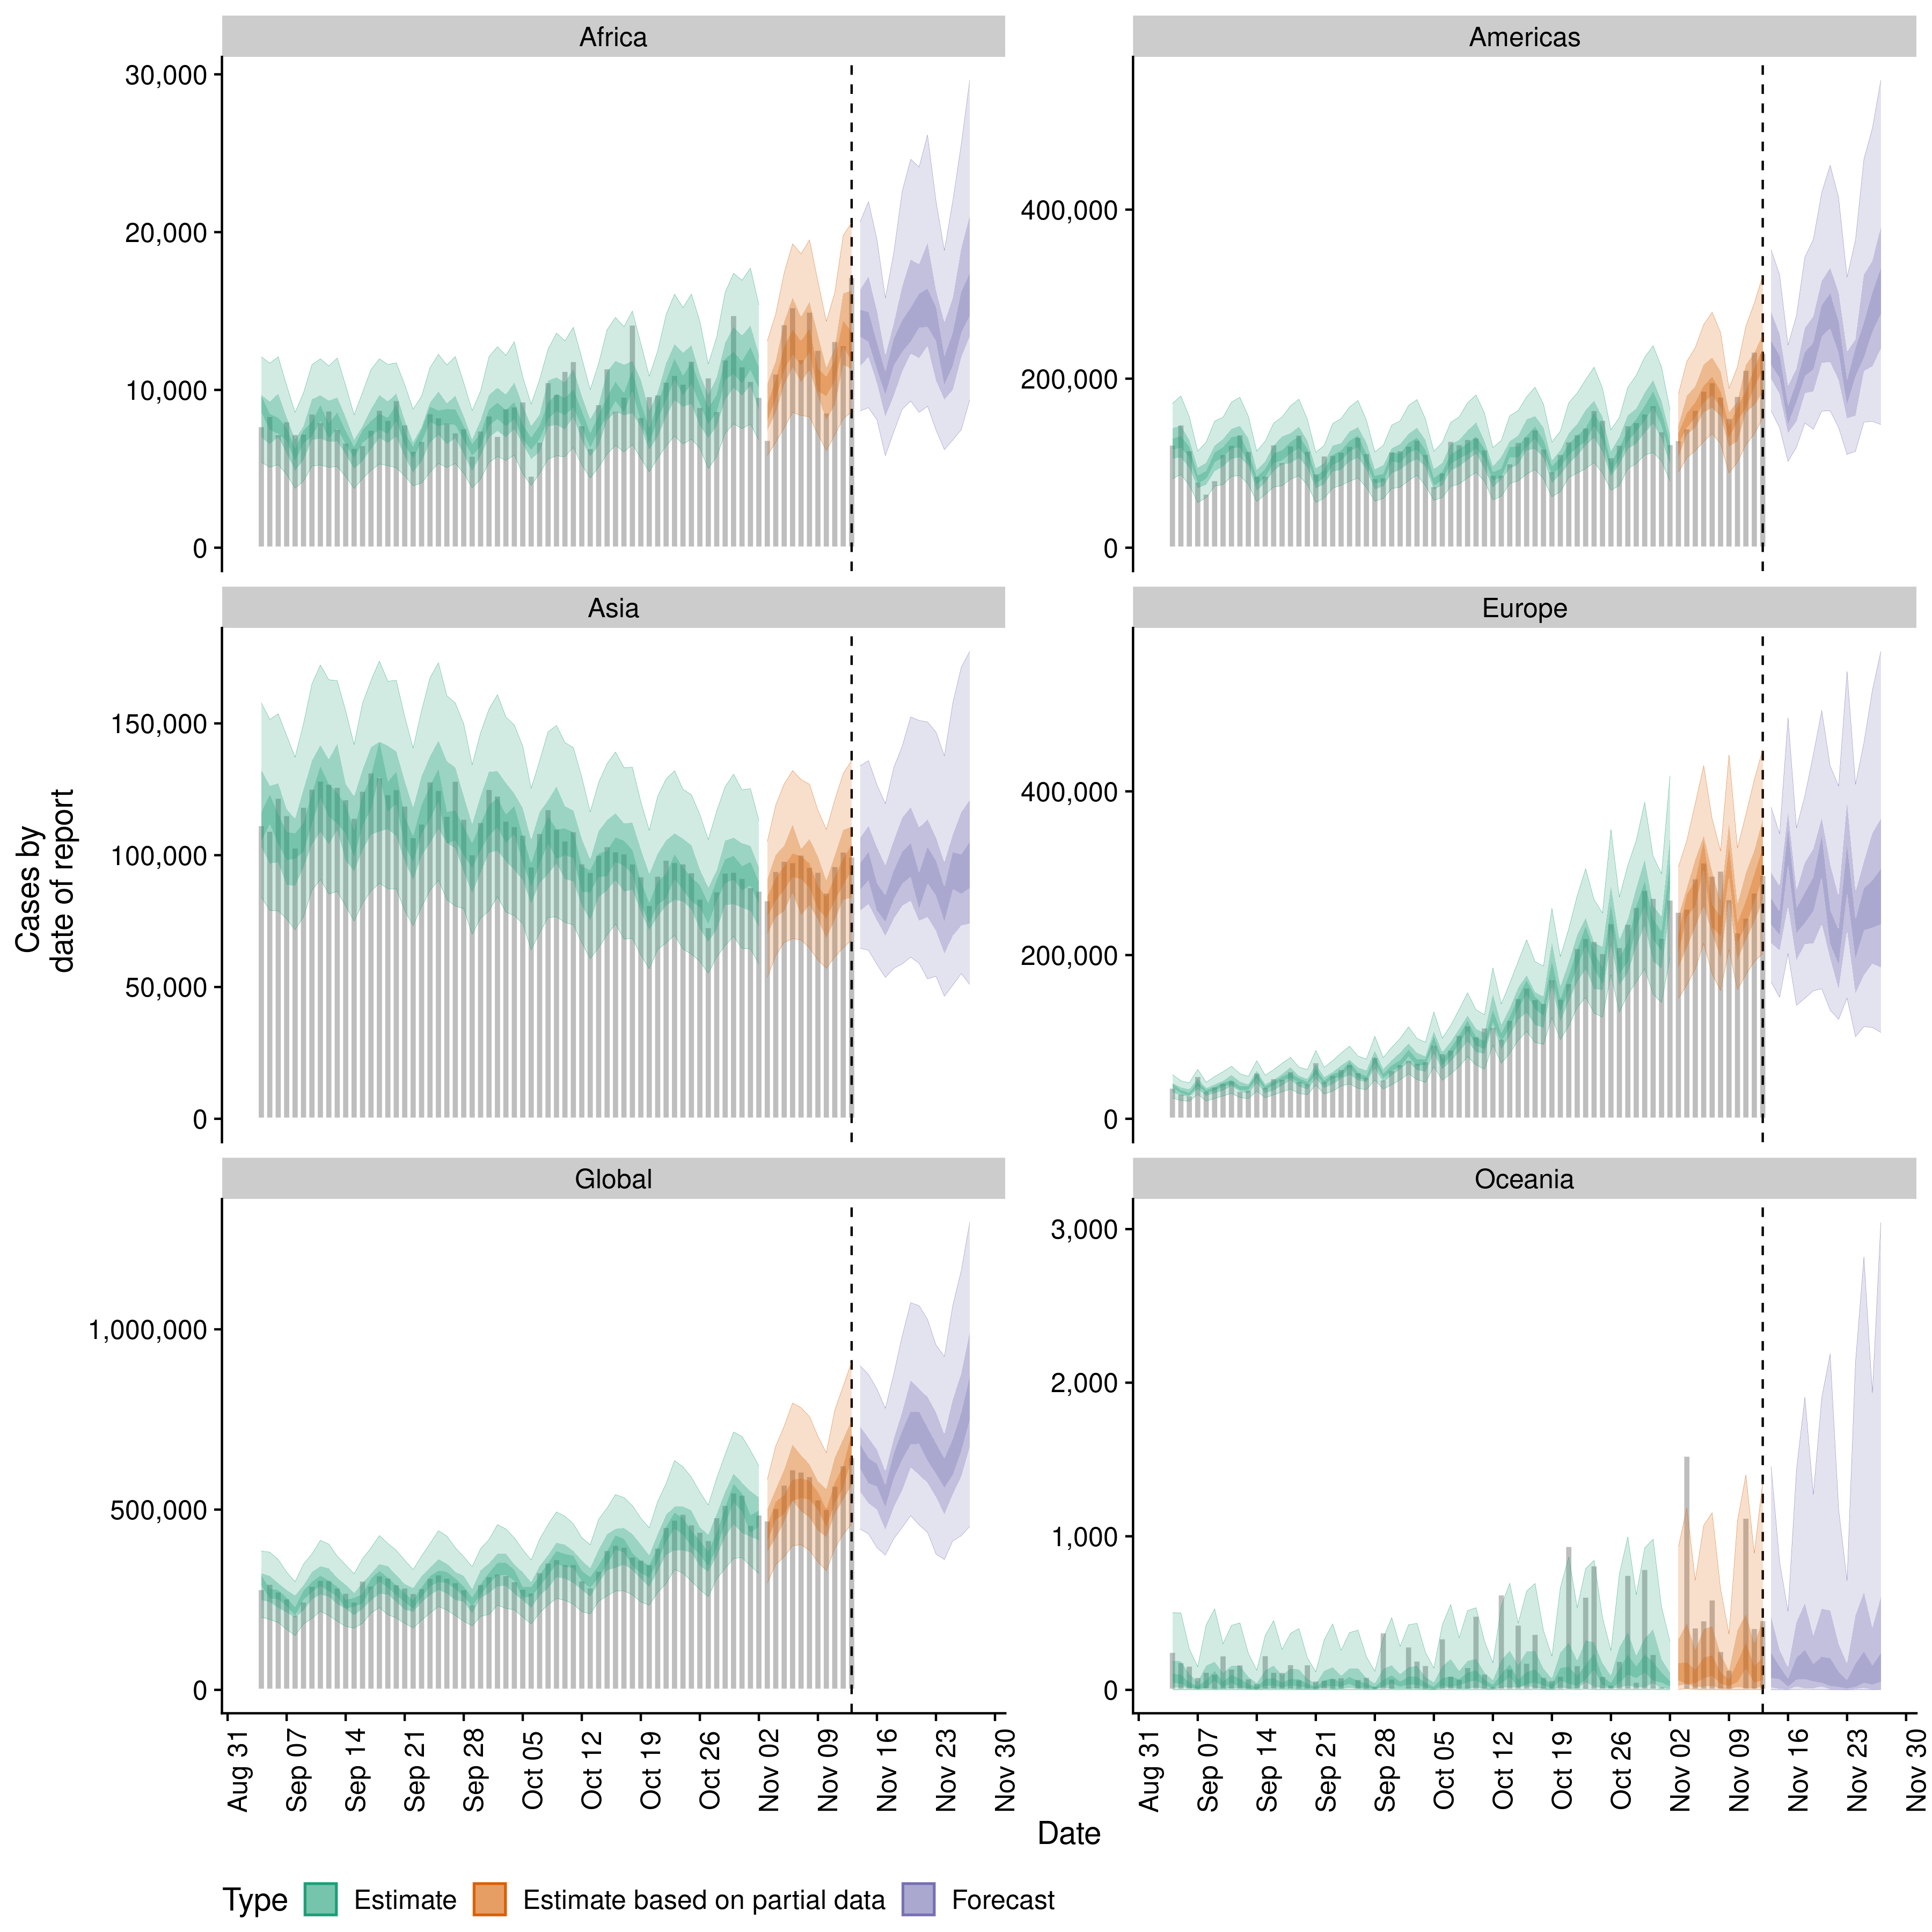 Africa
Americas
30,000
20,000
10,000
0
400,000
200,000
0
Asia
Europe
150,000
100,000
50,000
0
400,000
200,000
0
Cases by
date of report
Global
Oceania
1,000,000
500,000
0
3,000
2,000
1,000
0
Aug 31
Sep 07
Sep 14
Sep 21
Sep 28
Oct 05
Oct 12
Oct 19
Oct 26
Nov 02
Nov 09
Nov 16
Nov 23
Nov 30
Aug 31
Sep 07
Sep 14
Sep 21
Sep 28
Oct 05
Oct 12
Oct 19
Oct 26
Nov 02
Nov 09
Nov 16
Nov 23
Nov 30
Date
Type Estimate Estimate based on partial data Forecast